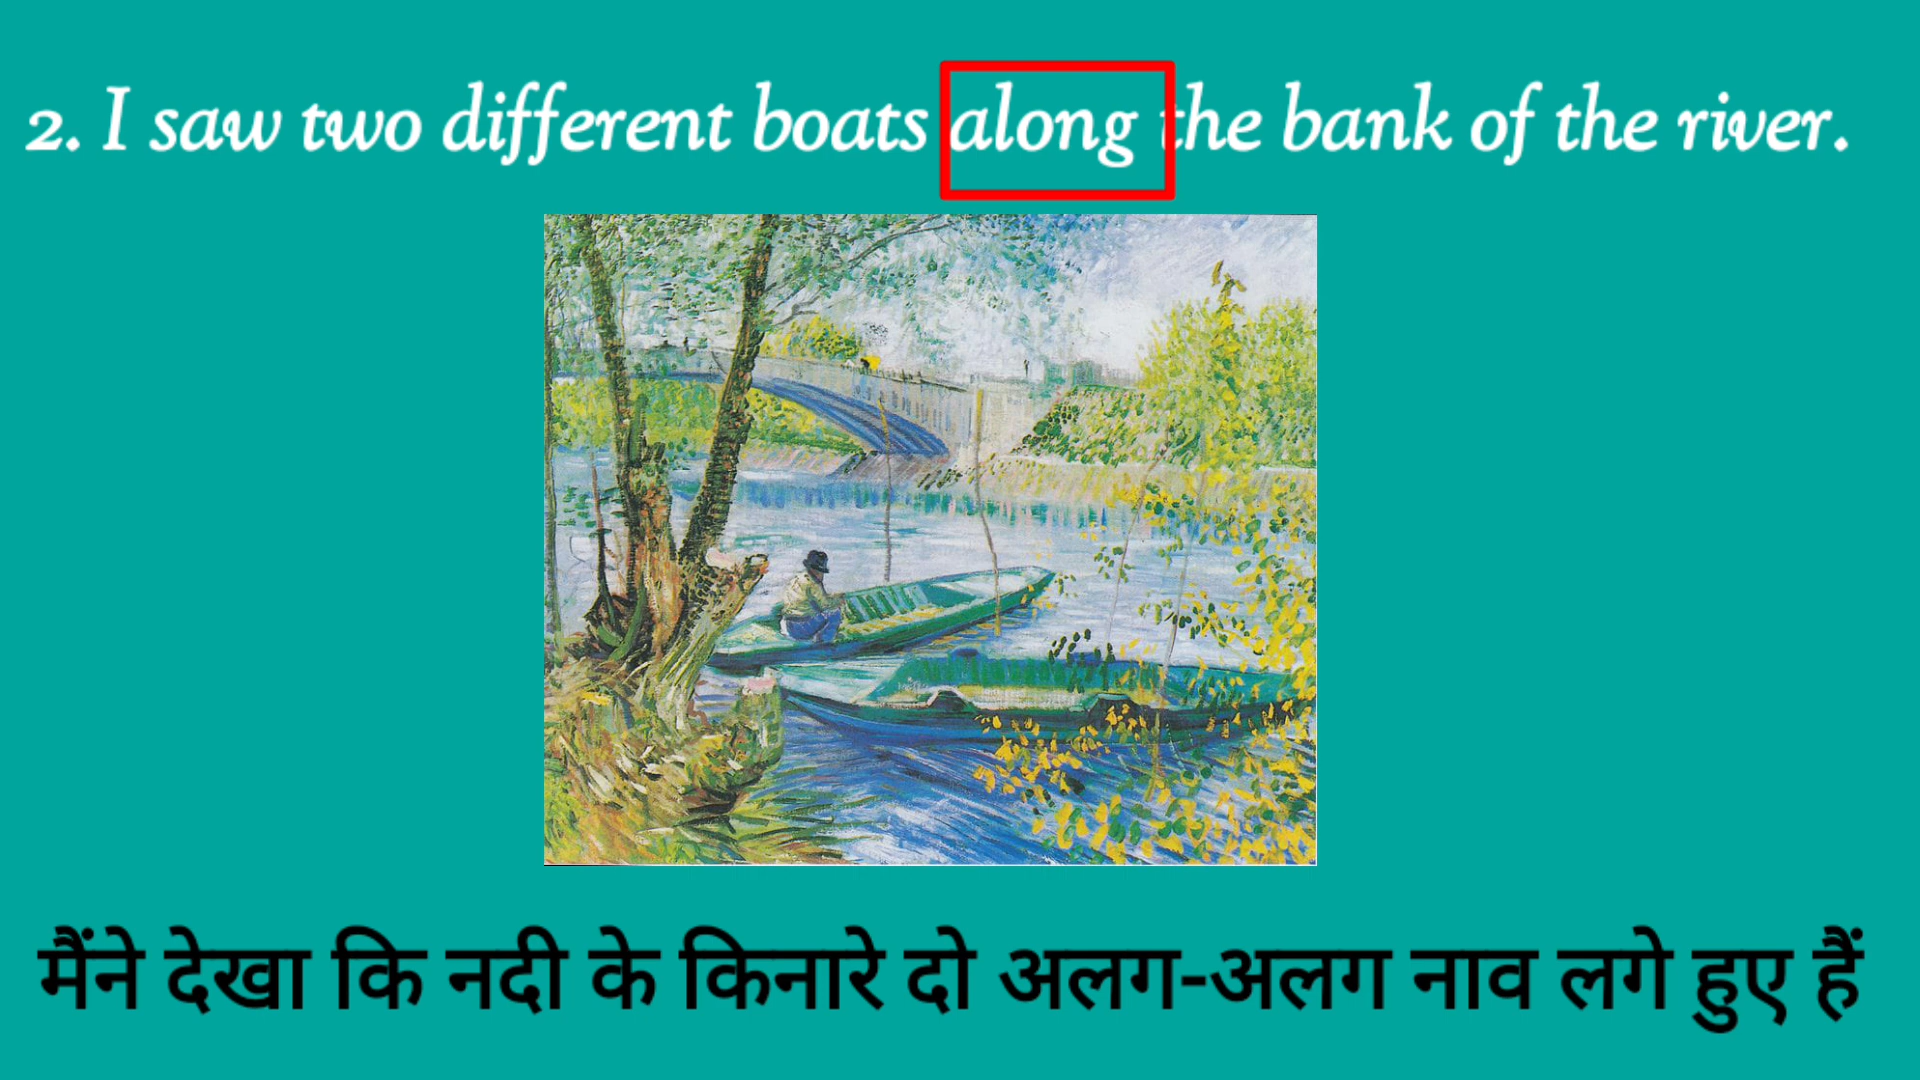 2. I saw two different boats along the bank of the river.
मैंने देखा कि नदी के किनारे दो अलग-अलग नाव लगे हुए हैं